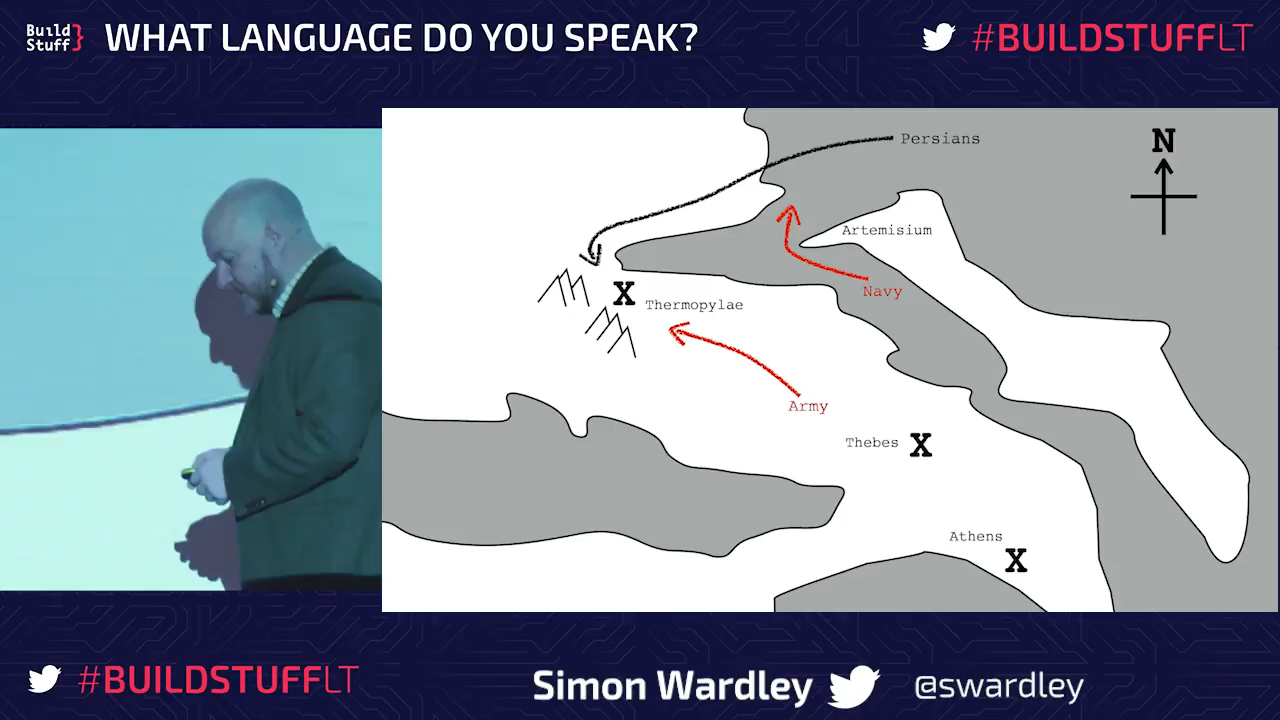 Build
Stuff}
WHAT LANGUAGE DO YOU SPEAK?
#BUILDSTUFFLT
Persians
N
Artemisium
Navy
X
Thermopylae
Army
Thebes X
Athens
X
#BUILDSTUFFLT
Simon Wardley
@swardley